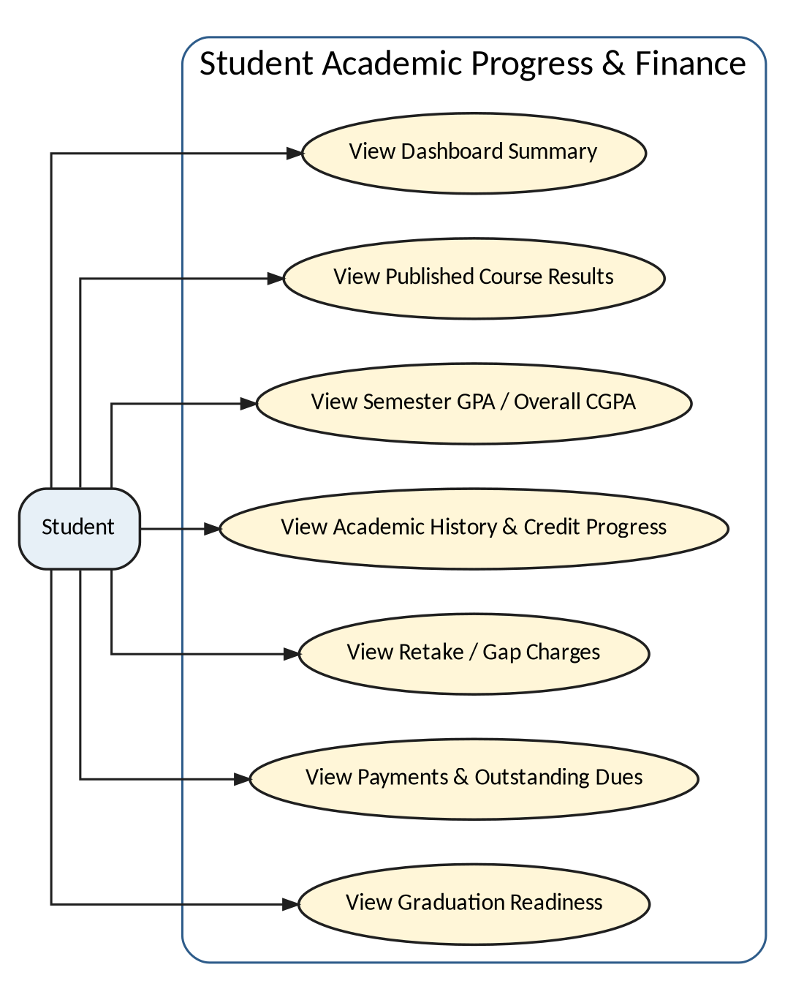 Student Academic Progress & Finance
View Dashboard Summary
View Published Course Results
View Semester GPA / Overall CGPA
Student
View Academic History & Credit Progress
View Retake / Gap Charges
View Payments & Outstanding Dues
View Graduation Readiness